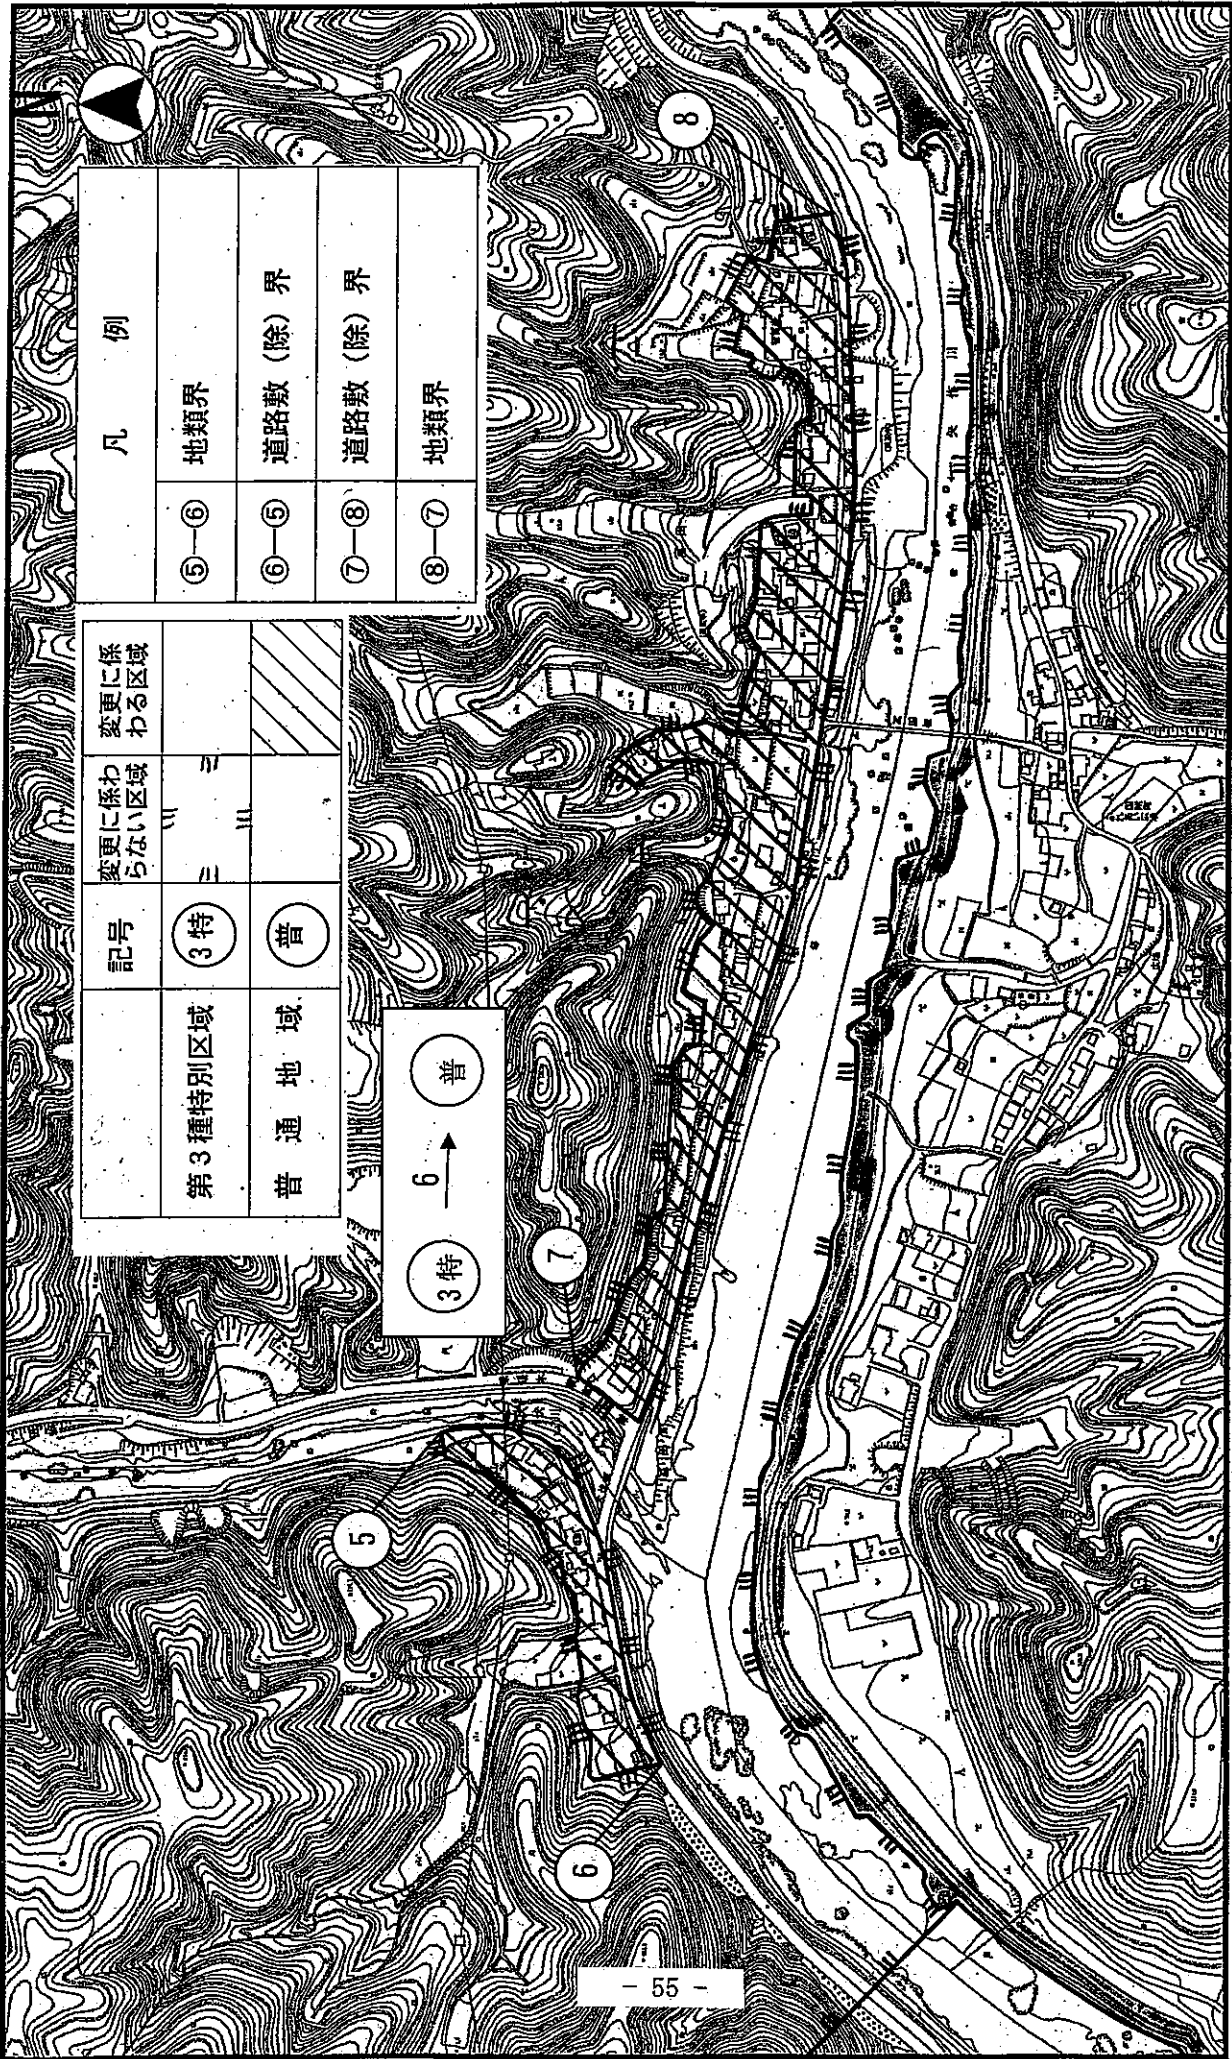 N
凡 例
⑤―⑥ 地類界
⑥―⑤ 道路敷(除)界
⑦―⑧ 道路敷(除)界
⑧―⑦ 地類界
記号 変更に係わらない区域 変更に係わる区域
第3種特別区域 3特
普通地域 普
6
3特 → 普
5
6
7
8
矢作川
- 55 -